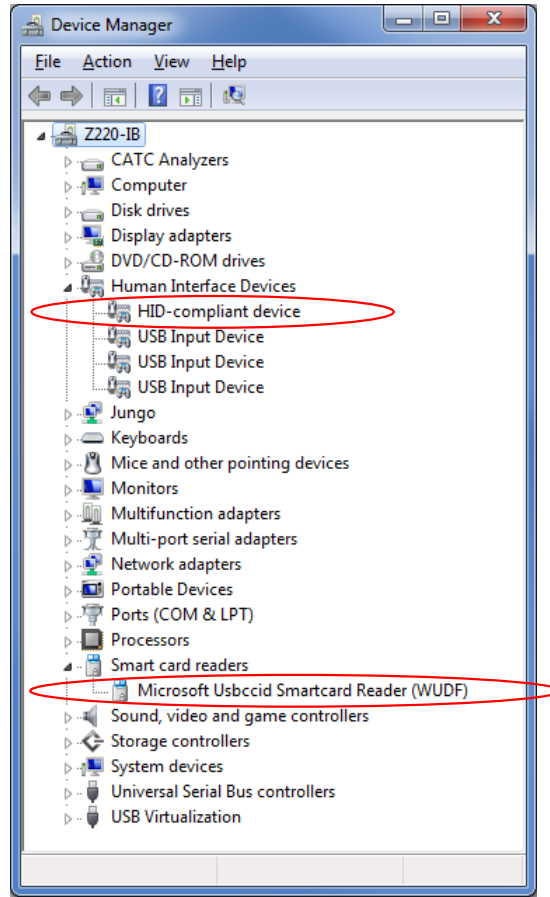 Device Manager
File Action View Help
Z220-IB
CATC Analyzers
Computer
Disk drives
Display adapters
DVD/CD-ROM drives
Human Interface Devices
HID-compliant device
USB Input Device
USB Input Device
USB Input Device
Jungo
Keyboards
Mice and other pointing devices
Monitors
Multifunction adapters
Multi-port serial adapters
Network adapters
Portable Devices
Ports (COM & LPT)
Processors
Smart card readers
Microsoft Usbccid Smartcard Reader (WUDF)
Sound, video and game controllers
Storage controllers
System devices
Universal Serial Bus controllers
USB Virtualization